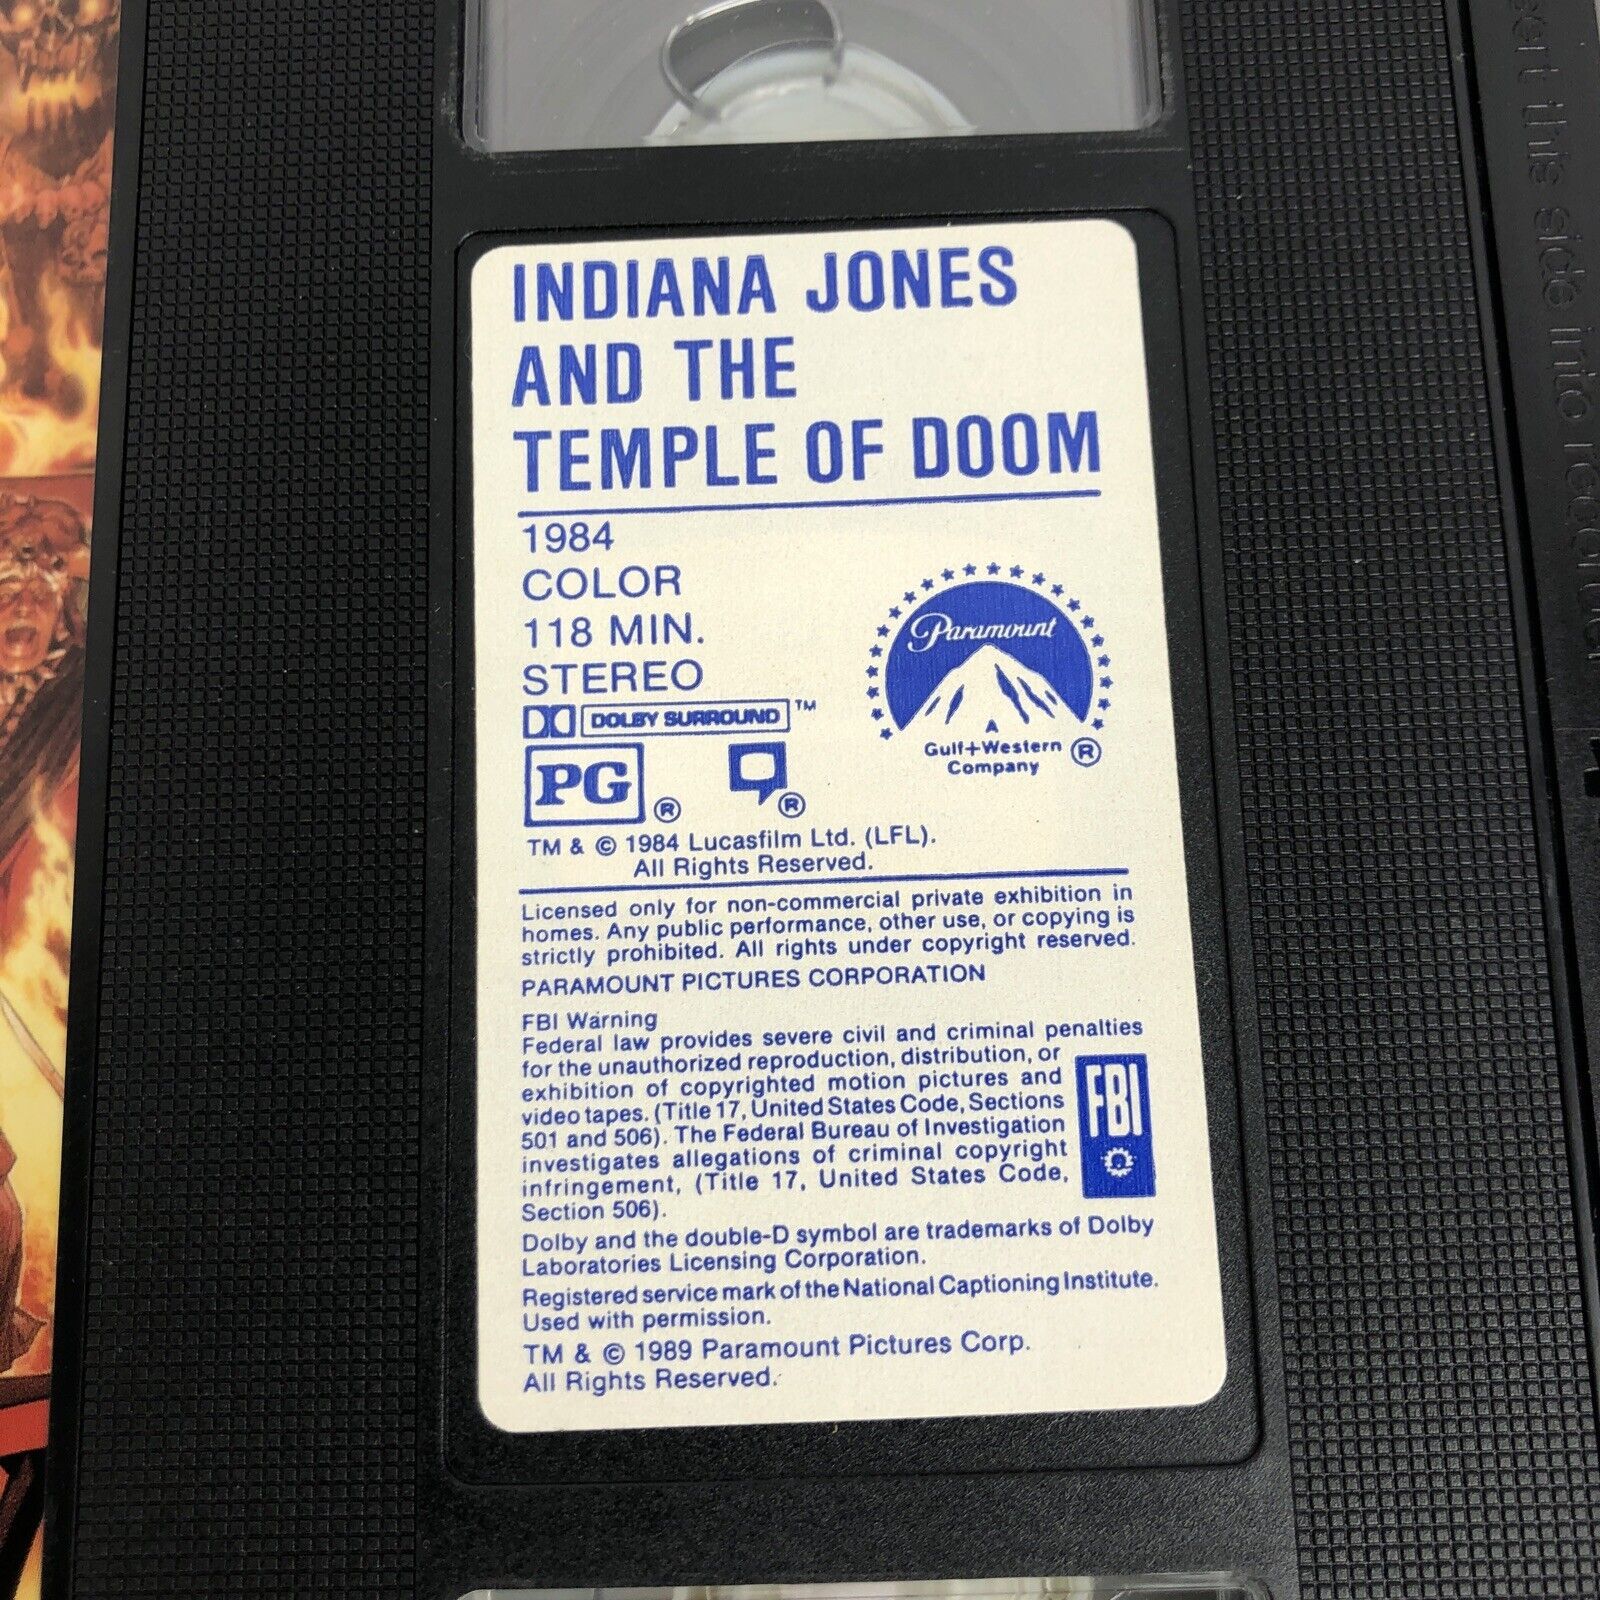 INDIANA JONES
AND THE
TEMPLE OF DOOM
1984
COLOR
118 MIN.
STEREO
DOLBY SURROUND™
PG ®
®
Paramount
A
Gulf+Western ®
Company
TM & © 1984 Lucasfilm Ltd. (LFL).
All Rights Reserved.
Licensed only for non-commercial private exhibition in
homes. Any public performance, other use, or copying is
strictly prohibited. All rights under copyright reserved.
PARAMOUNT PICTURES CORPORATION
FBI Warning
Federal law provides severe civil and criminal penalties
for the unauthorized reproduction, distribution, or
exhibition of copyrighted motion pictures and
video tapes. (Title 17, United States Code, Sections
501 and 506). The Federal Bureau of Investigation
investigates allegations of criminal copyright
infringement, (Title 17, United States Code,
Section 506).
FBI
Dolby and the double-D symbol are trademarks of Dolby
Laboratories Licensing Corporation.
Registered service mark of the National Captioning Institute.
Used with permission.
TM & © 1989 Paramount Pictures Corp.
All Rights Reserved.
this side into recorder